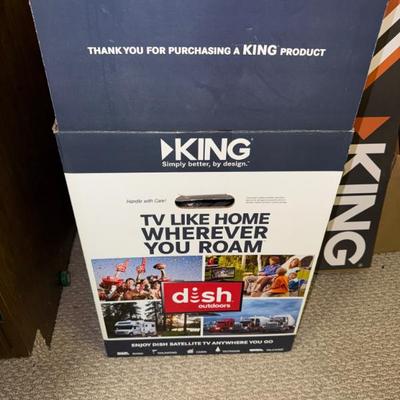 THANK YOU FOR PURCHASING A KING PRODUCT
KING
Simply better, by design.™
Handle with Care!
TV LIKE HOME
WHEREVER
YOU ROAM
dish
outdoors
ENJOY DISH SATELLITE TV ANYWHERE YOU GO
KING